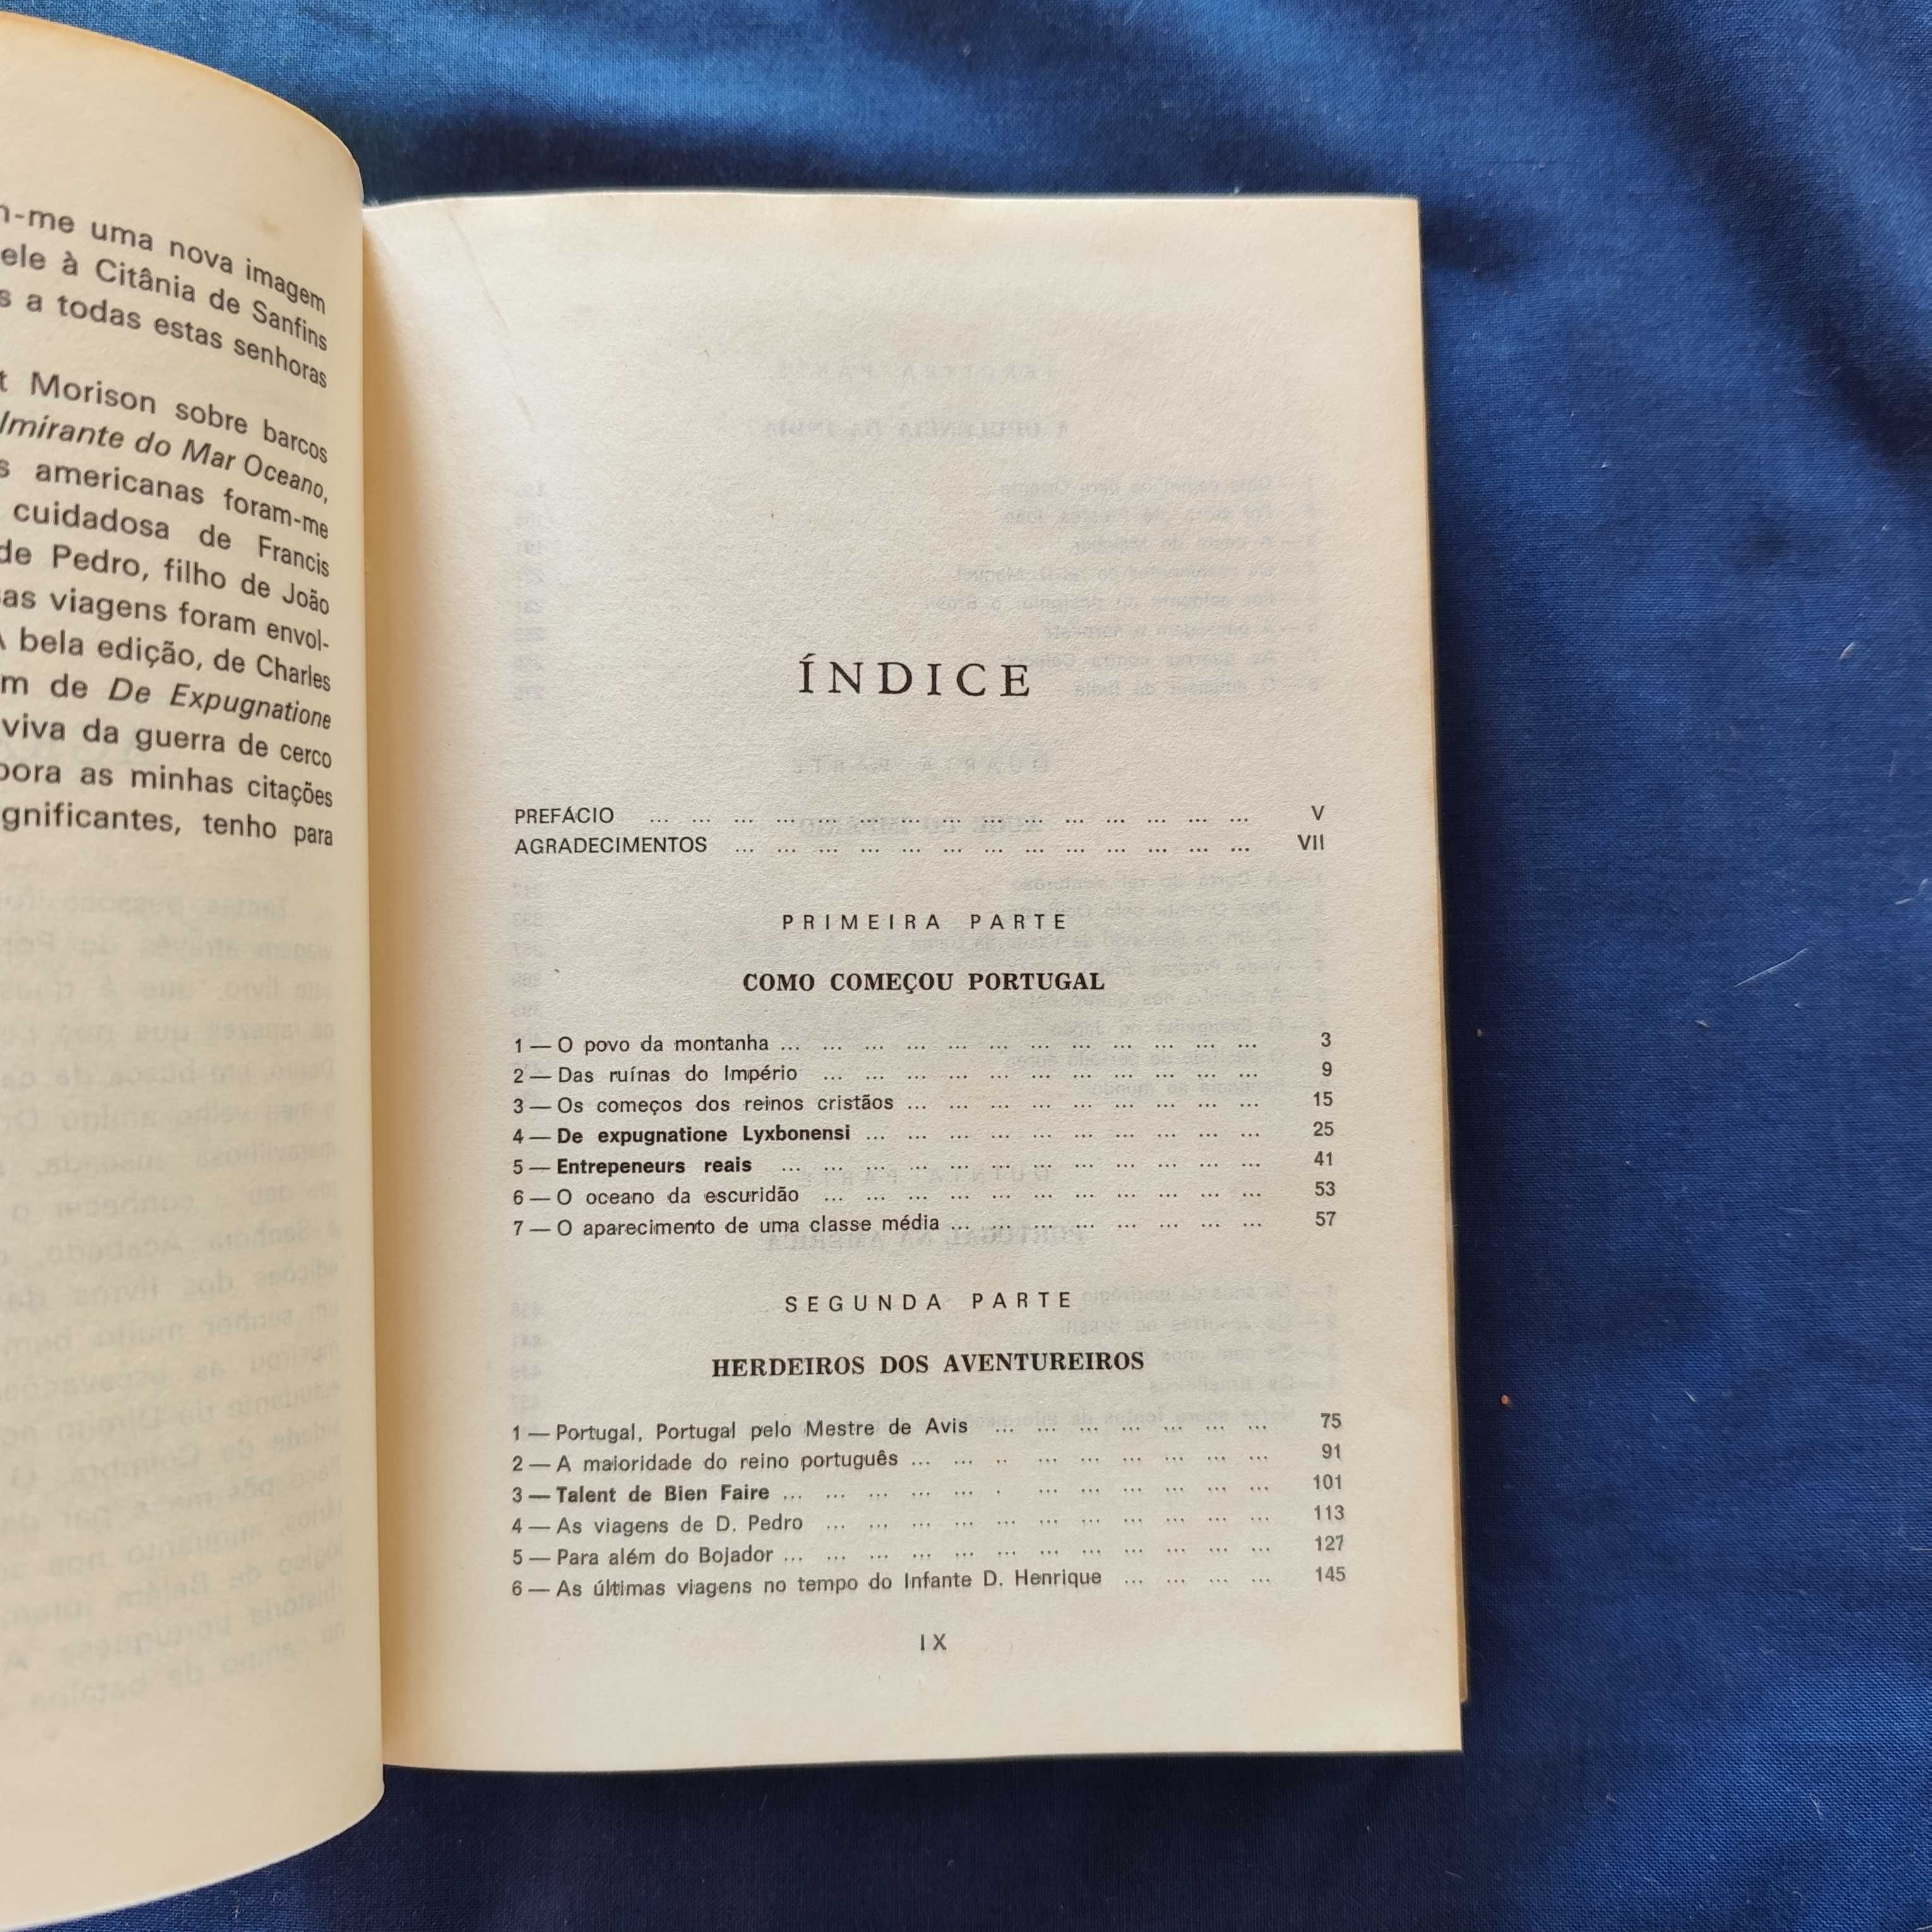 n-me uma nova imagem
ele à Citânia de Sanfins
s a todas estas senhoras
t Morison sobre barcos
lmirante do Mar Oceano,
s americanas foram-me
cuidadosa de Francis
de Pedro, filho de João
as viagens foram envol-
A bela edição, de Charles
m de De Expugnatione
viva da guerra de cerco
bora as minhas citações
gnificantes, tenho para
ÍNDICE
PREFÁCIO ... ... ... ... ... ... ... ... ... ... ... ... ... ... ... V
AGRADECIMENTOS ... ... ... ... ... ... ... ... ... ... ... ... ... VII
PRIMEIRA PARTE
COMO COMEÇOU PORTUGAL
1 — O povo da montanha ... ... ... ... ... ... ... ... ... ... ... ... 3
2 — Das ruínas do Império ... ... ... ... ... ... ... ... ... ... ... 9
3 — Os começos dos reinos cristãos ... ... ... ... ... ... ... ... ... 15
4 — De expugnatione Lyxbonensi ... ... ... ... ... ... ... ... ... ... 25
5 — Entrepeneurs reais ... ... ... ... ... ... ... ... ... ... ... ... 41
6 — O oceano da escuridão ... ... ... ... ... ... ... ... ... ... ... 53
7 — O aparecimento de uma classe média ... ... ... ... ... ... ... ... 57
SEGUNDA PARTE
HERDEIROS DOS AVENTUREIROS
1 — Portugal, Portugal pelo Mestre de Avis ... ... ... ... ... ... ... 75
2 — A maioridade do reino português ... ... .. ... ... ... ... ... ... 91
3 — Talent de Bien Faire ... ... ... ... ... . ... ... ... ... ... ... 101
4 — As viagens de D. Pedro ... ... ... ... ... ... ... ... ... ... ... 113
5 — Para além do Bojador ... ... ... ... ... ... ... ... ... ... ... ... 127
6 — As últimas viagens no tempo do Infante D. Henrique ... ... ... ... 145
IX